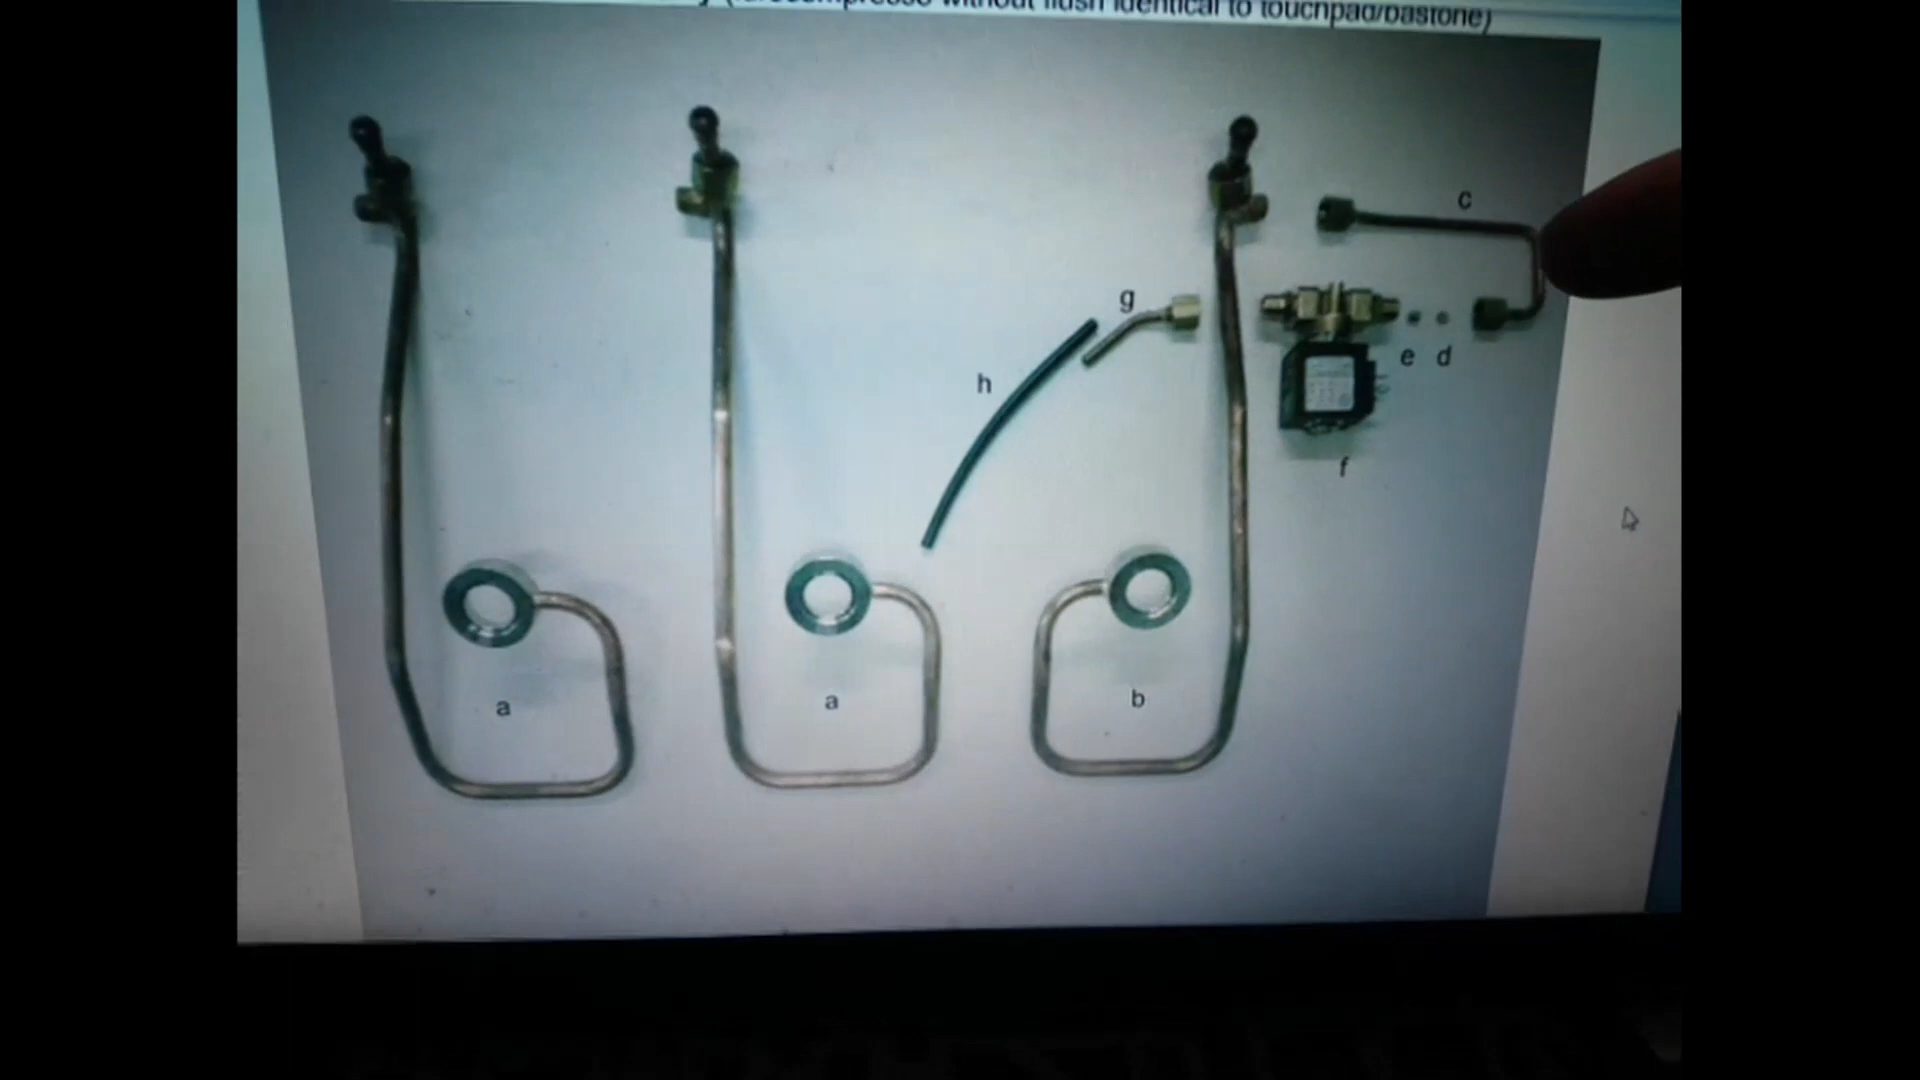 without flush identical to touchpad/bastone)
c
g
e d
h
f
a
a
b